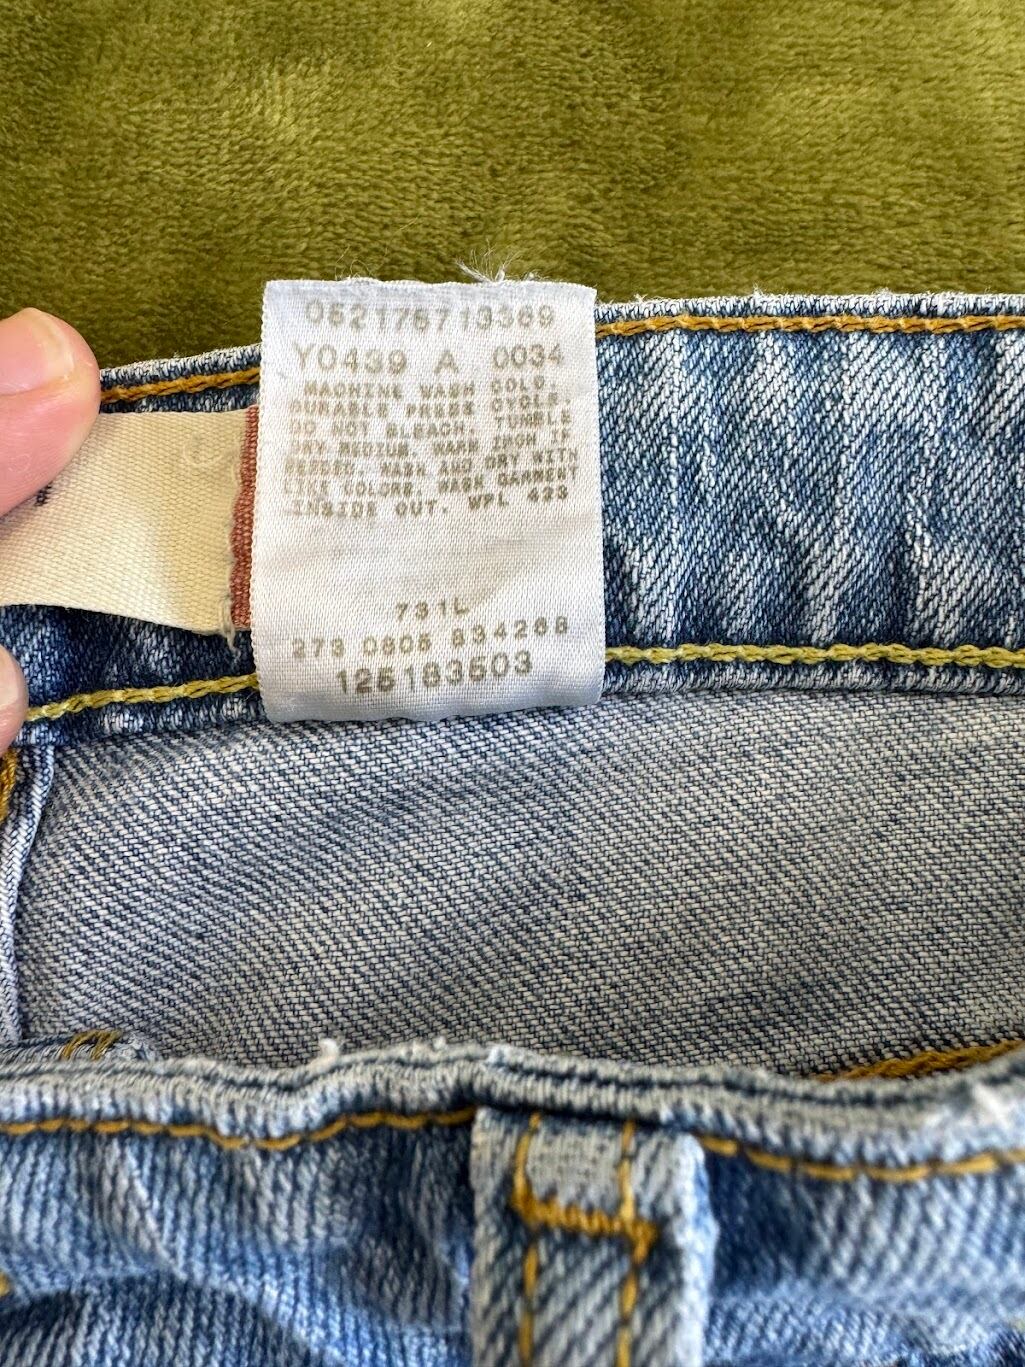 052176713369
Y0439 A 0034
MACHINE WASH COLD,
DURABLE PRESS CYCLE.
DO NOT BLEACH. TUMBLE
DRY MEDIUM. WARM IRON IF
NEEDED. WASH AND DRY WITH
LIKE COLORS. WASH GARMENT
INSIDE OUT. WPL 423
731L
273 0605 834268
125183503